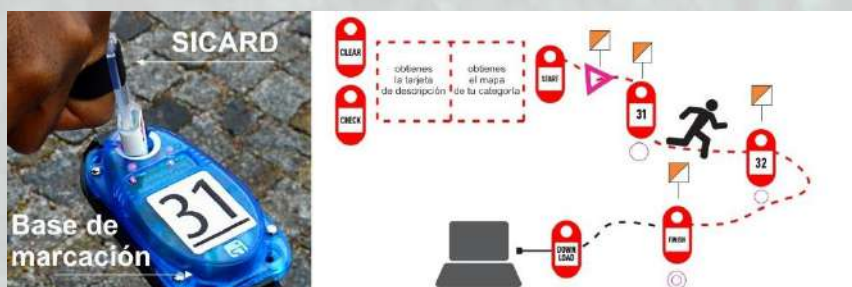 SICARD
31
Base de
marcación
CLEAR
CHECK
obtienes
la tarjeta
de descripción
obtienes
el mapa
de tu categoría
START
31
32
FINISH
DOWN
LOAD